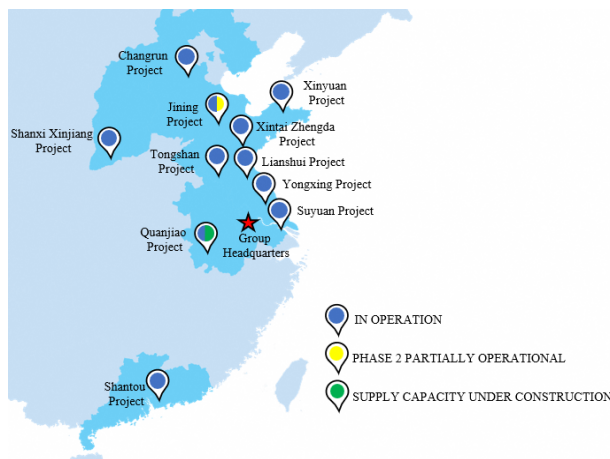 Changrun
Project
Xinyuan
Project
Jining
Project
Shanxi Xinjiang
Project
Xintai Zhengda
Project
Tongshan
Project
Lianshui Project
Yongxing Project
Suyuan Project
Quanjiao
Project
Group
Headquarters
IN OPERATION
PHASE 2 PARTIALLY OPERATIONAL
Shantou
Project
SUPPLY CAPACITY UNDER CONSTRUCTION